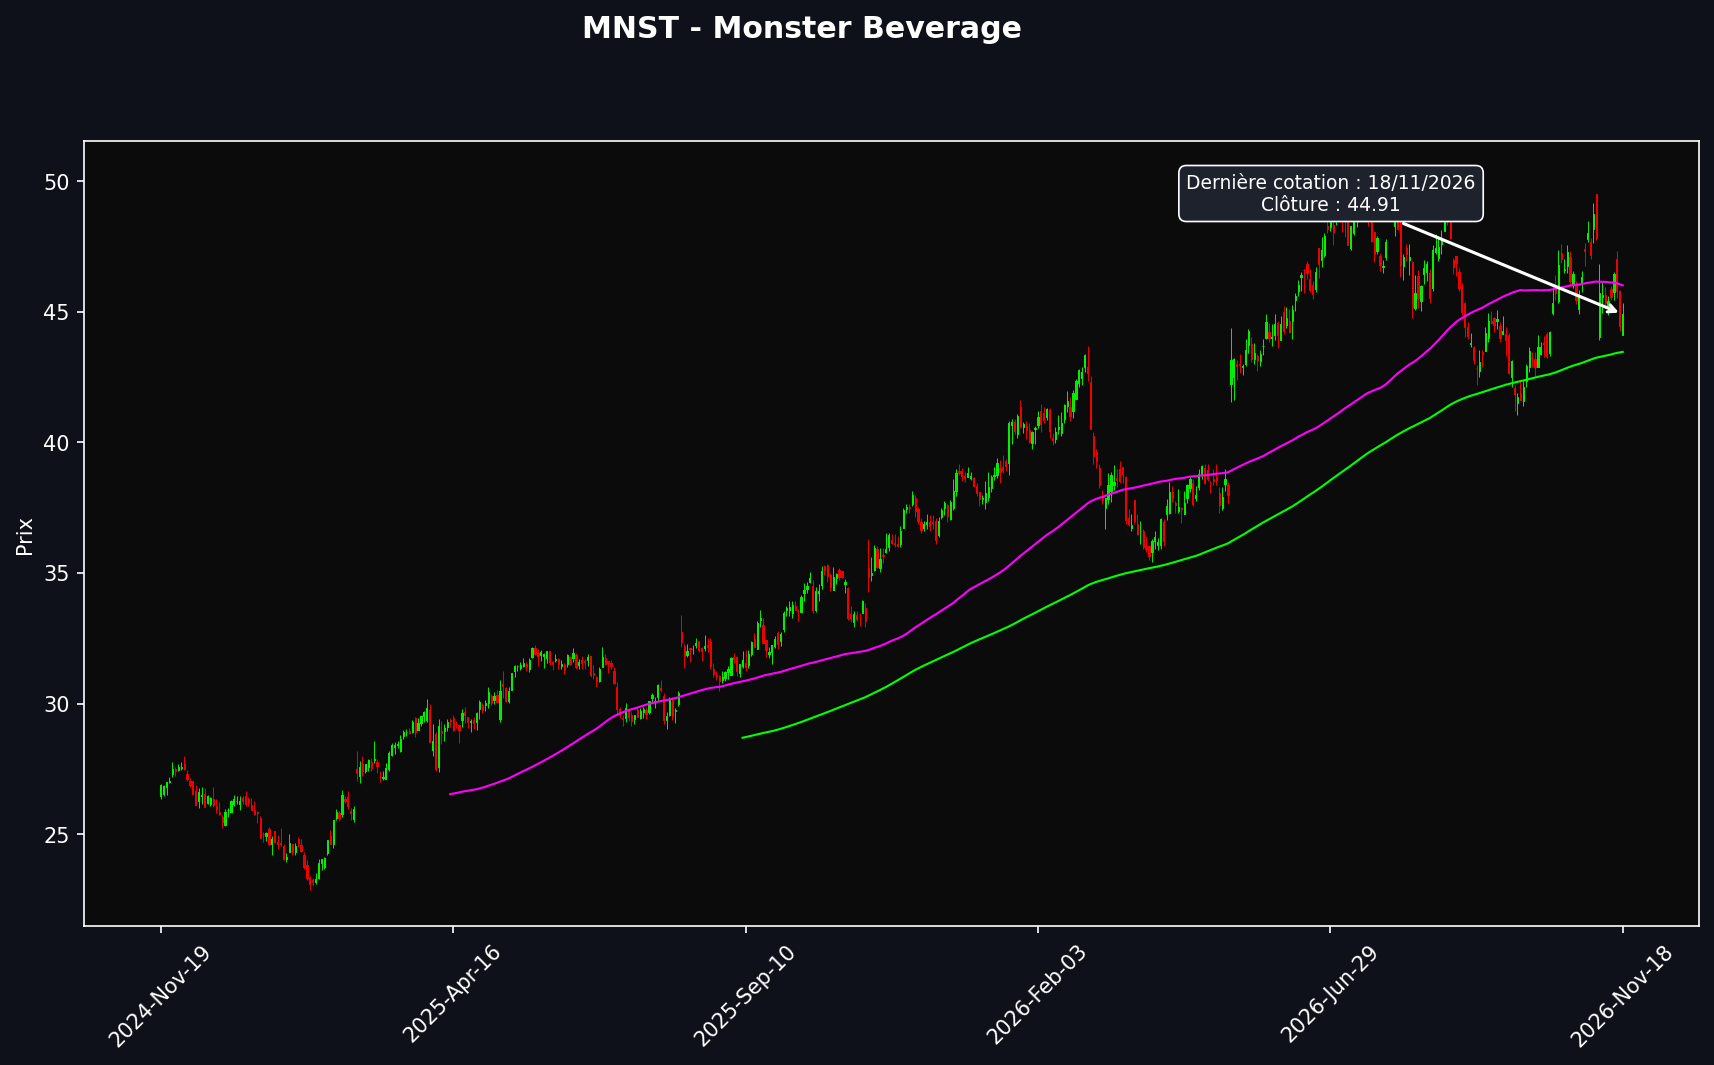 MNST - Monster Beverage
Dernière cotation : 18/11/2026
Clôture : 44.91
Prix
50
45
40
35
30
25
2024-Nov-19
2025-Apr-16
2025-Sep-10
2026-Feb-03
2026-Jun-29
2026-Nov-18